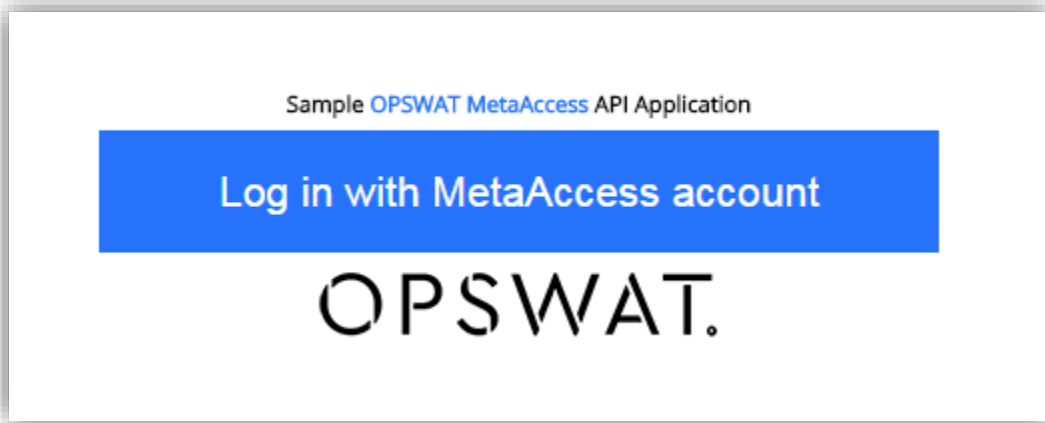 Sample OPSWAT MetaAccess API Application
Log in with MetaAccess account
OPSWAT.